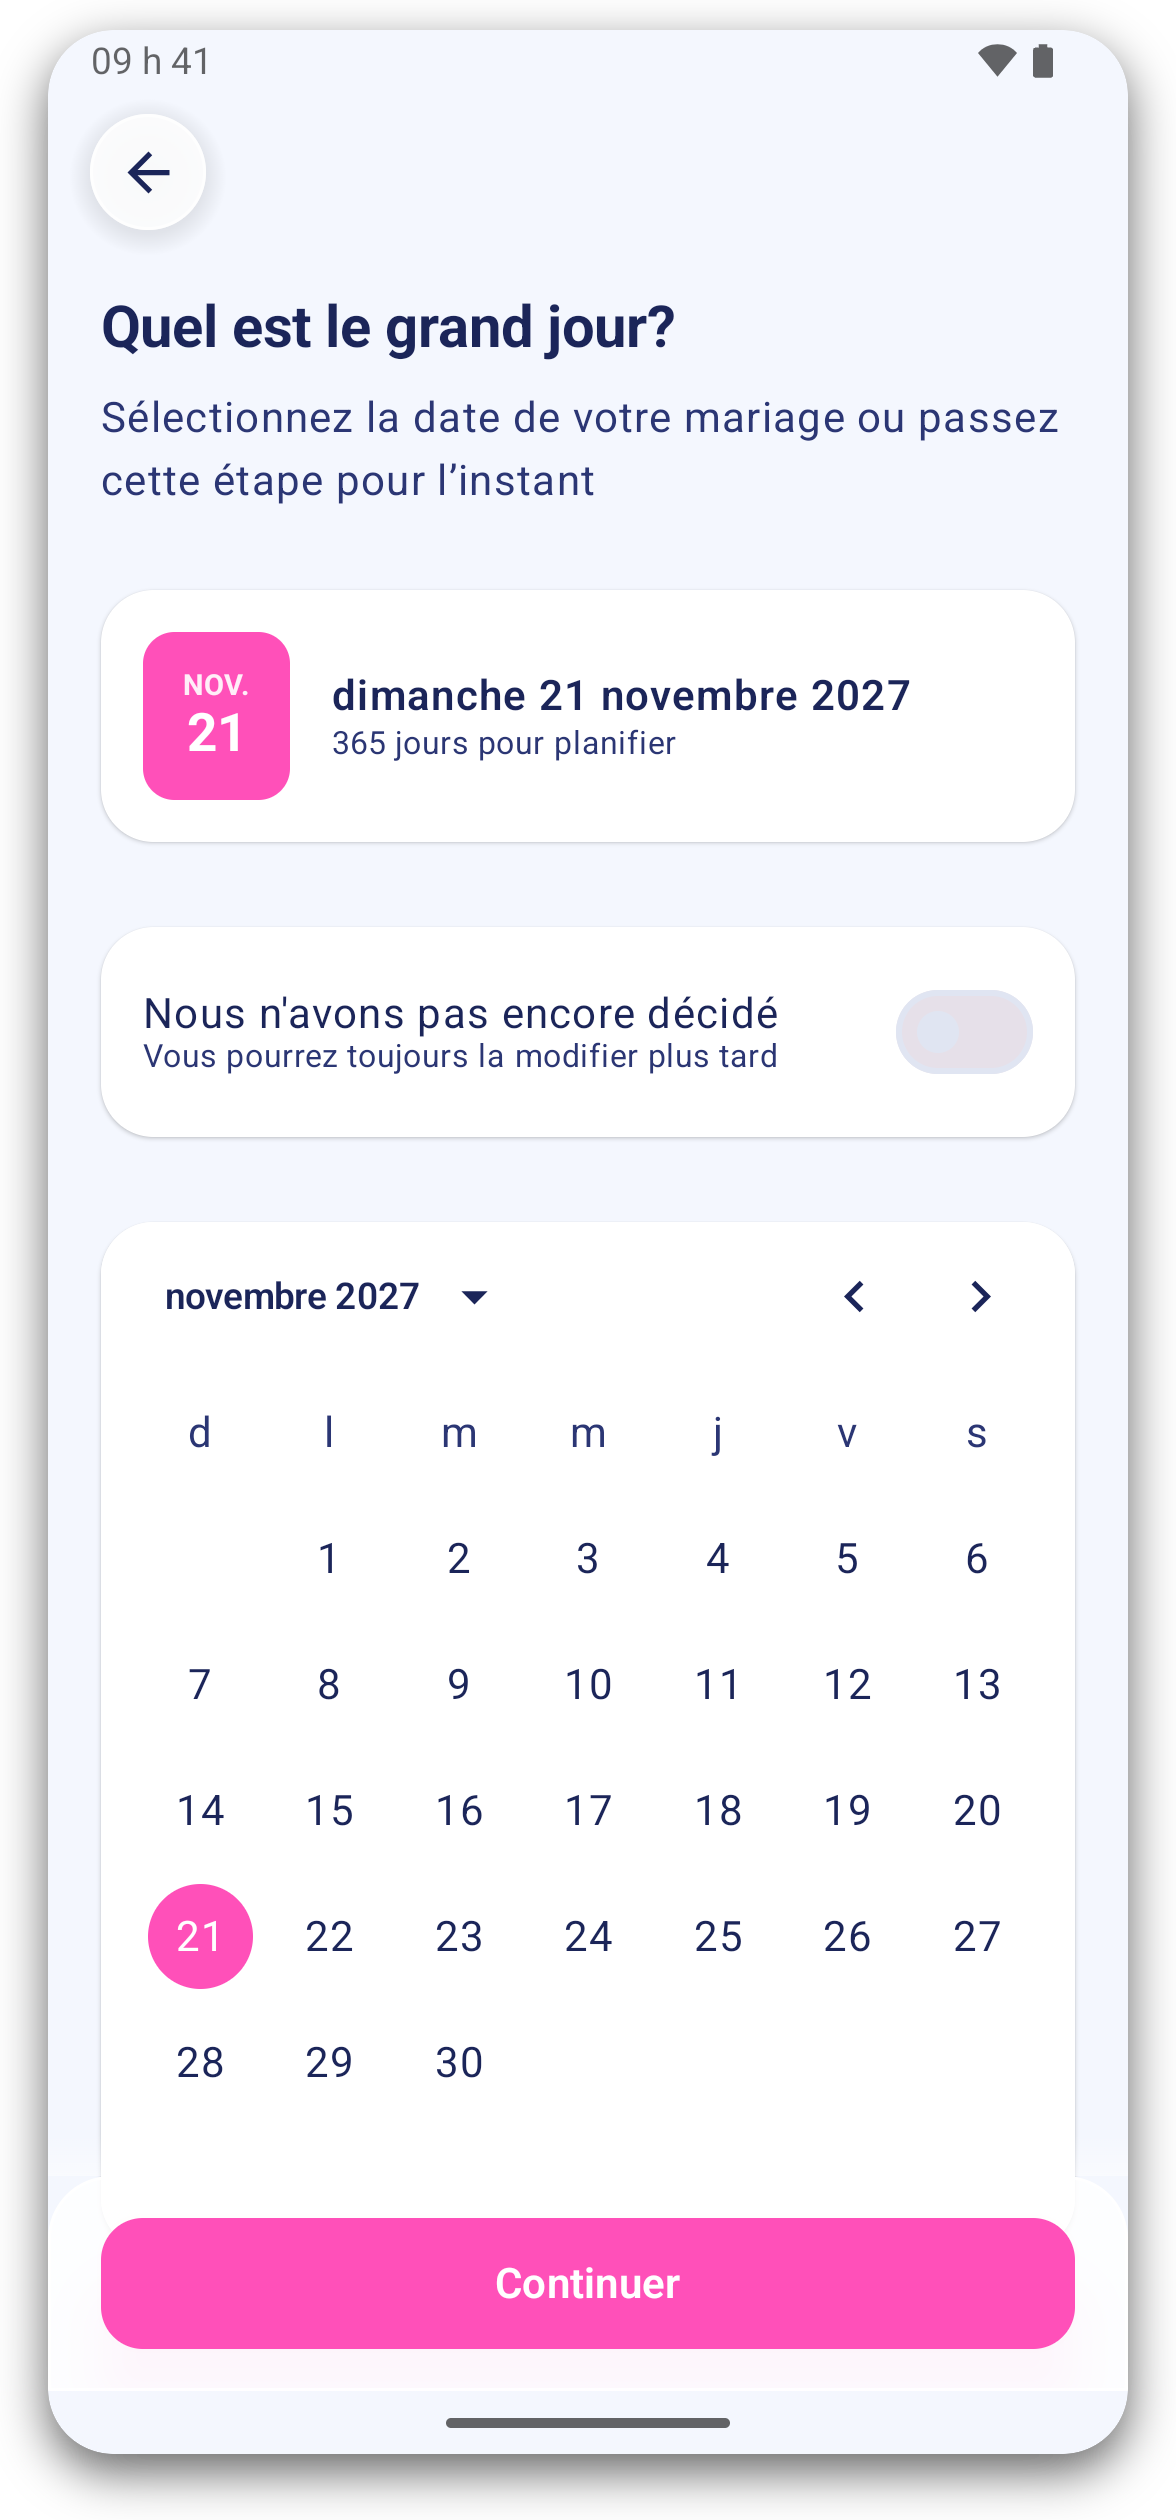 09 h 41
Quel est le grand jour?
Sélectionnez la date de votre mariage ou passez
cette étape pour l’instant
NOV.
21
dimanche 21 novembre 2027
365 jours pour planifier
Nous n'avons pas encore décidé
Vous pourrez toujours la modifier plus tard
novembre 2027
d l m m j v s
1 2 3 4 5 6
7 8 9 10 11 12 13
14 15 16 17 18 19 20
21 22 23 24 25 26 27
28 29 30
Continuer